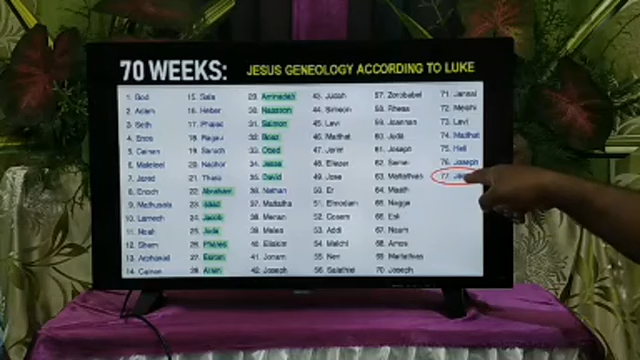 70 WEEKS: JESUS GENEOLOGY ACCORDING TO LUKE
1. God
2. Adam
3. Seth
4. Enos
5. Cainan
6. Maleleel
7. Jared
8. Enoch
9. Mathusala
10. Lamech
11. Noah
12. Shem
13. Arphaxad
14. Cainan
15. Sala
16. Heber
17. Phalec
18. Ragau
19. Saruch
20. Nachor
21. Thara
22. Abraham
23. Isaac
24. Jacob
25. Juda
26. Phares
27. Esrom
28. Aram
29. Aminadab
30. Naasson
31. Salmon
32. Boaz
33. Obed
34. Jesse
35. David
36. Nathan
37. Mattatha
38. Menan
39. Melea
40. Eliakim
41. Jonam
42. Joseph
43. Judah
44. Simeon
45. Levi
46. Matthat
47. Jorim
48. Eliezer
49. Jose
50. Er
51. Elmodam
52. Cosam
53. Addi
54. Melchi
55. Neri
56. Salathiel
57. Zorobabel
58. Rhesa
59. Joannan
60. Juda
61. Joseph
62. Semei
63. Mattathias
64. Maath
65. Nagge
66. Esli
67. Naum
68. Amos
69. Mattathias
70. Joseph
71. Jannai
72. Melchi
73. Levi
74. Matthat
75. Heli
76. Joseph
77.